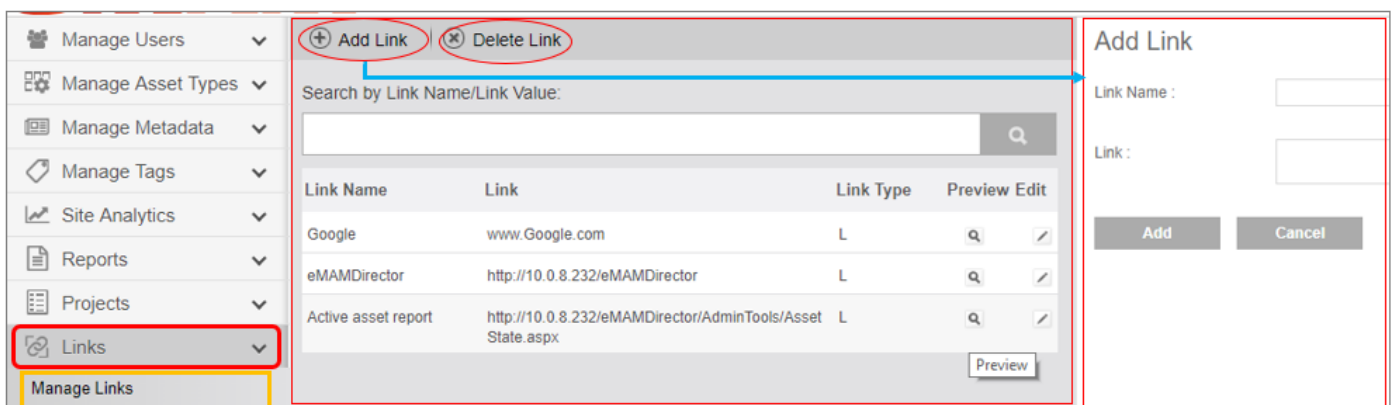 Manage Users
Manage Asset Types
Manage Metadata
Manage Tags
Site Analytics
Reports
Projects
Links
Manage Links
Add Link
Delete Link
Search by Link Name/Link Value:
Link Name Link Link Type Preview Edit
Google www.Google.com L
eMAMDirector http://10.0.8.232/eMAMDirector L
Active asset report http://10.0.8.232/eMAMDirector/AdminTools/Asset L
State.aspx
Preview
Add Link
Link Name :
Link :
Add Cancel